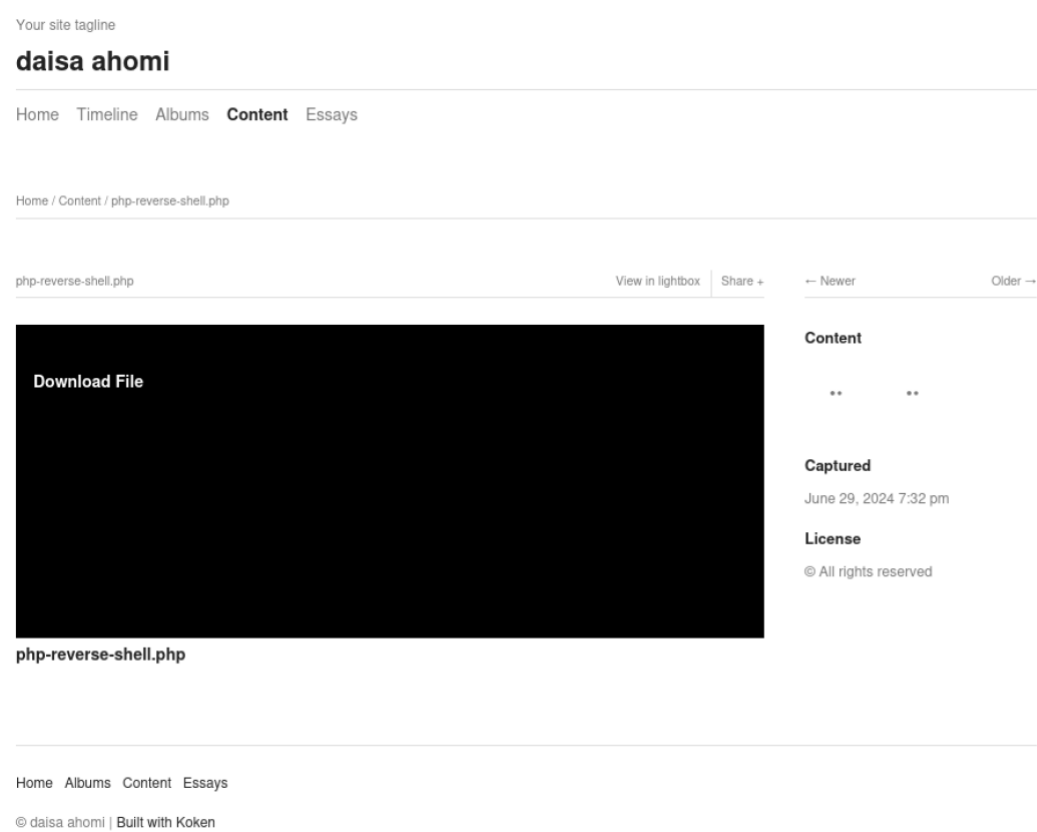 Your site tagline
daisa ahomi
Home Timeline Albums Content Essays
Home / Content / php-reverse-shell.php
php-reverse-shell.php View in lightbox Share +
← Newer Older →
Download File
php-reverse-shell.php
Content
Captured
June 29, 2024 7:32 pm
License
© All rights reserved
Home Albums Content Essays
© daisa ahomi | Built with Koken